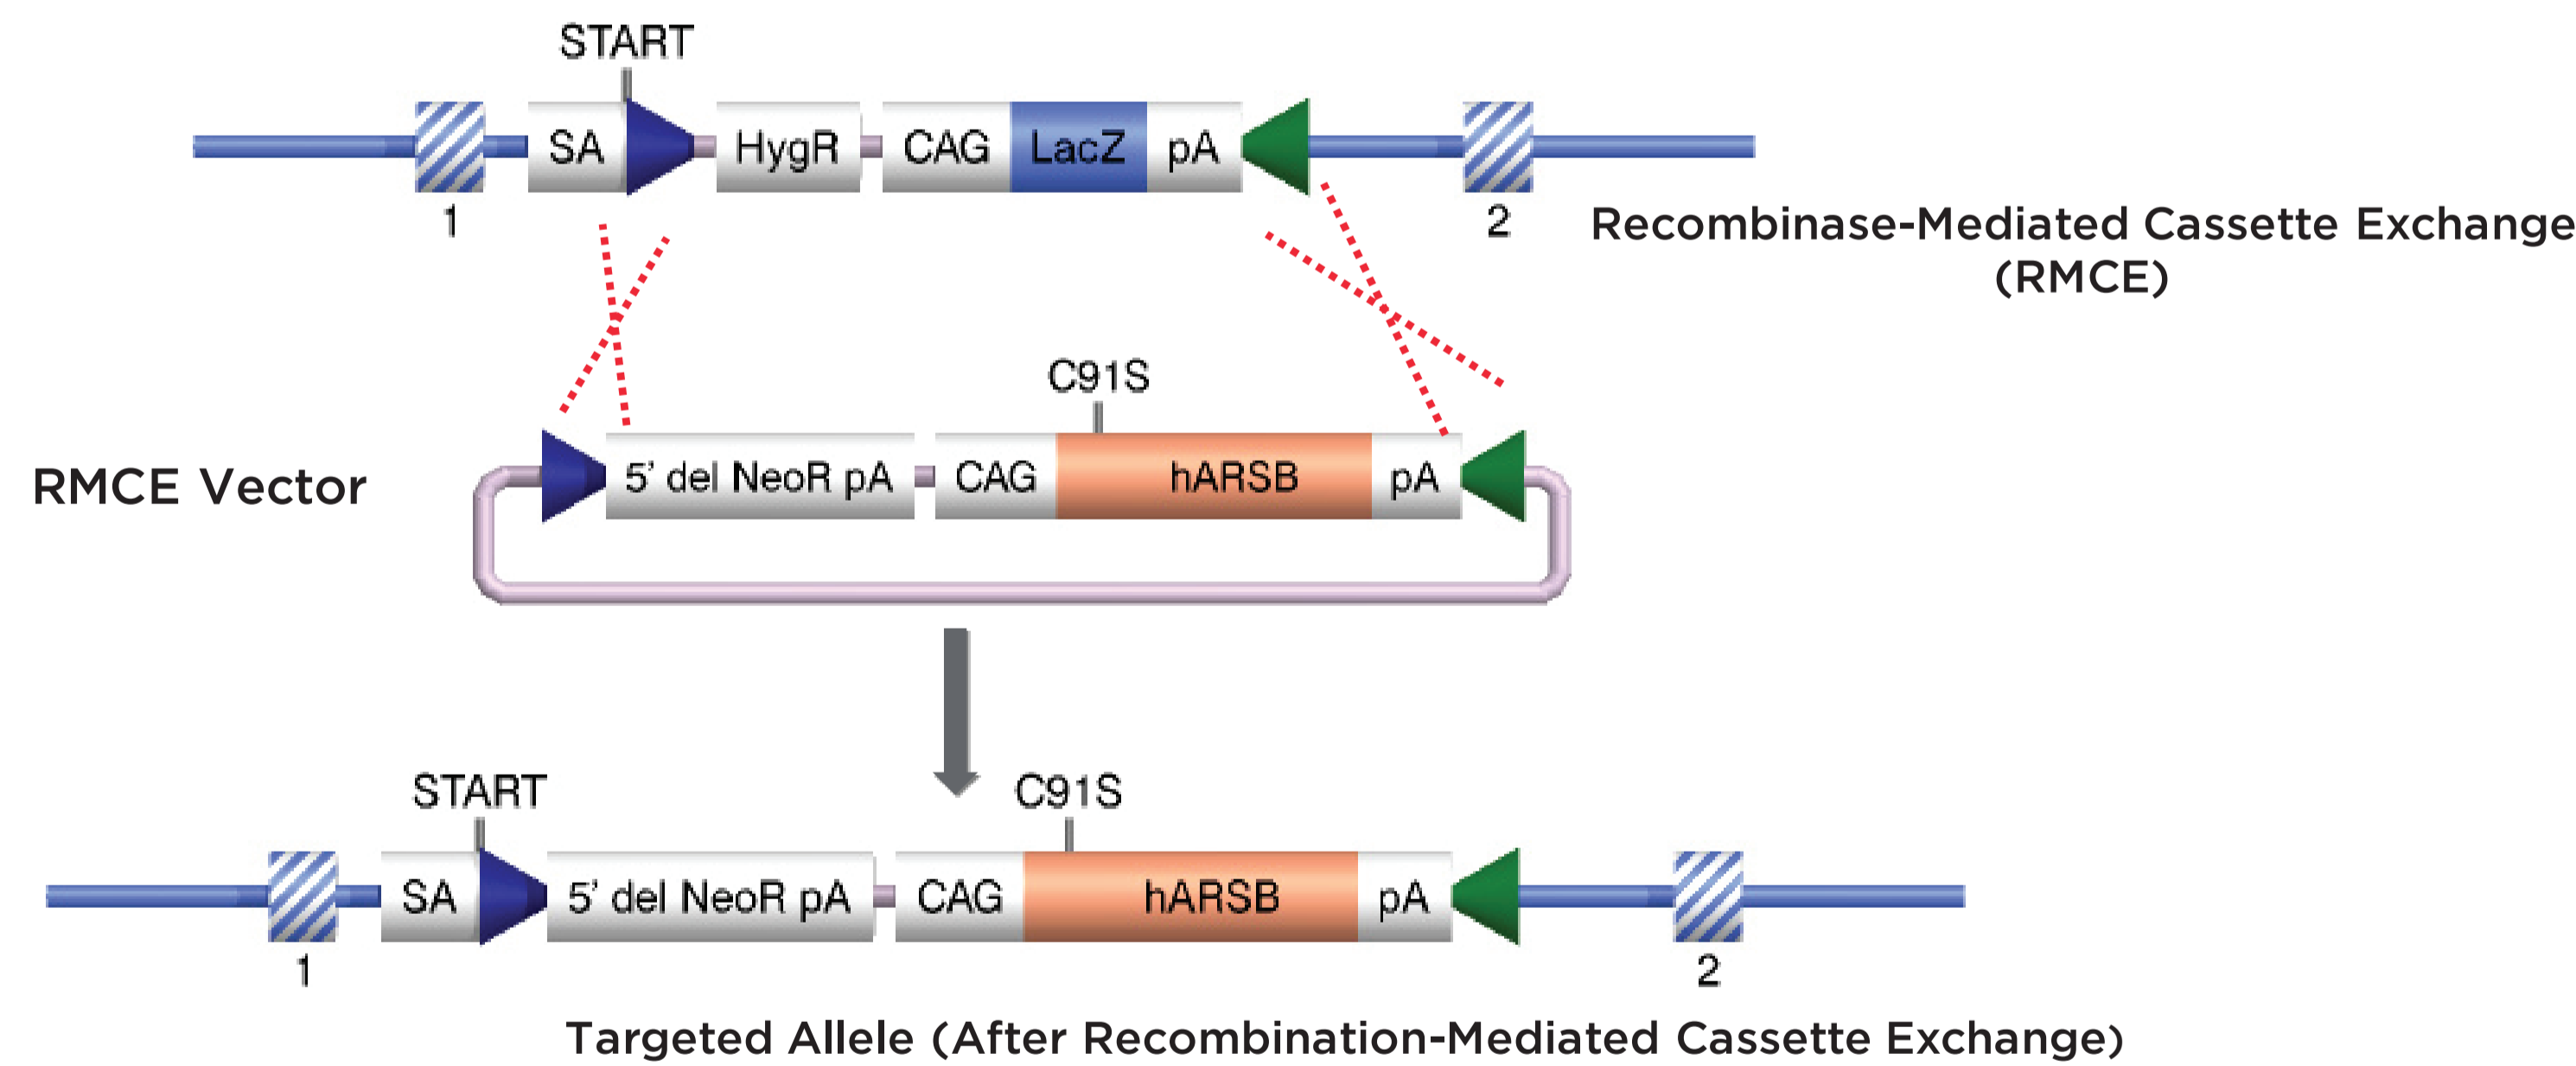 START
SA HygR CAG LacZ pA
1 2
Recombinase-Mediated Cassette Exchange
(RMCE)
C91S
RMCE Vector
5' del NeoR pA CAG hARSB pA
START C91S
SA 5' del NeoR pA CAG hARSB pA
1 2
Targeted Allele (After Recombination-Mediated Cassette Exchange)